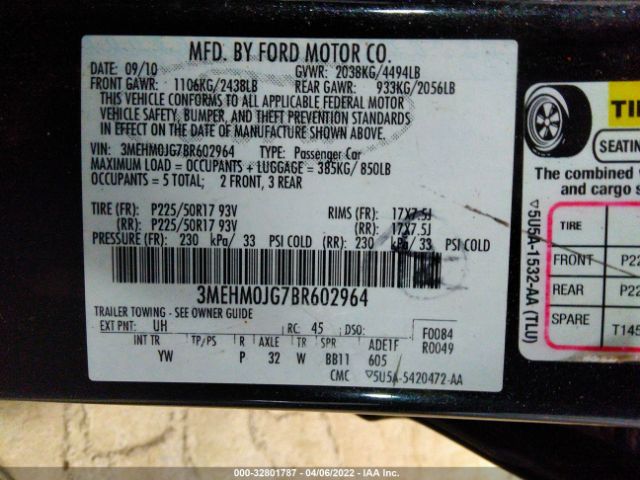 MFD. BY FORD MOTOR CO.
DATE: 09/10 GVWR: 2038KG/4494LB
FRONT GAWR: 1106KG/2438LB REAR GAWR: 933KG/2056LB
THIS VEHICLE CONFORMS TO ALL APPLICABLE FEDERAL MOTOR
VEHICLE SAFETY, BUMPER, AND THEFT PREVENTION STANDARDS
IN EFFECT ON THE DATE OF MANUFACTURE SHOWN ABOVE.
VIN: 3MEHM0JG7BR602964 TYPE: Passenger Car
MAXIMUM LOAD = OCCUPANTS + LUGGAGE = 385KG/ 850LB
OCCUPANTS = 5 TOTAL; 2 FRONT, 3 REAR
TIRE (FR): P225/50R17 93V RIMS (FR): 17X7.5J
(RR): P225/50R17 93V (RR): 17X7.5J
PRESSURE (FR): 230 kPa/ 33 PSI COLD (RR): 230 kPa/ 33 PSI COLD
3MEHM0JG7BR602964
TRAILER TOWING - SEE OWNER GUIDE
EXT PNT: UH RC: 45 DSO: F0084
INT TR TP/PS R AXLE TR SPR ADE1F R0049
YW P 32 W BB11 605
CMC ▽5U5A-5420472-AA
▽5U5A-1532-AA (TLU)
TI
SEATING
The combined
and cargo
TIRE
FRONT P22
REAR P22
SPARE T145
000-32801787 - 04/06/2022 - IAA Inc.